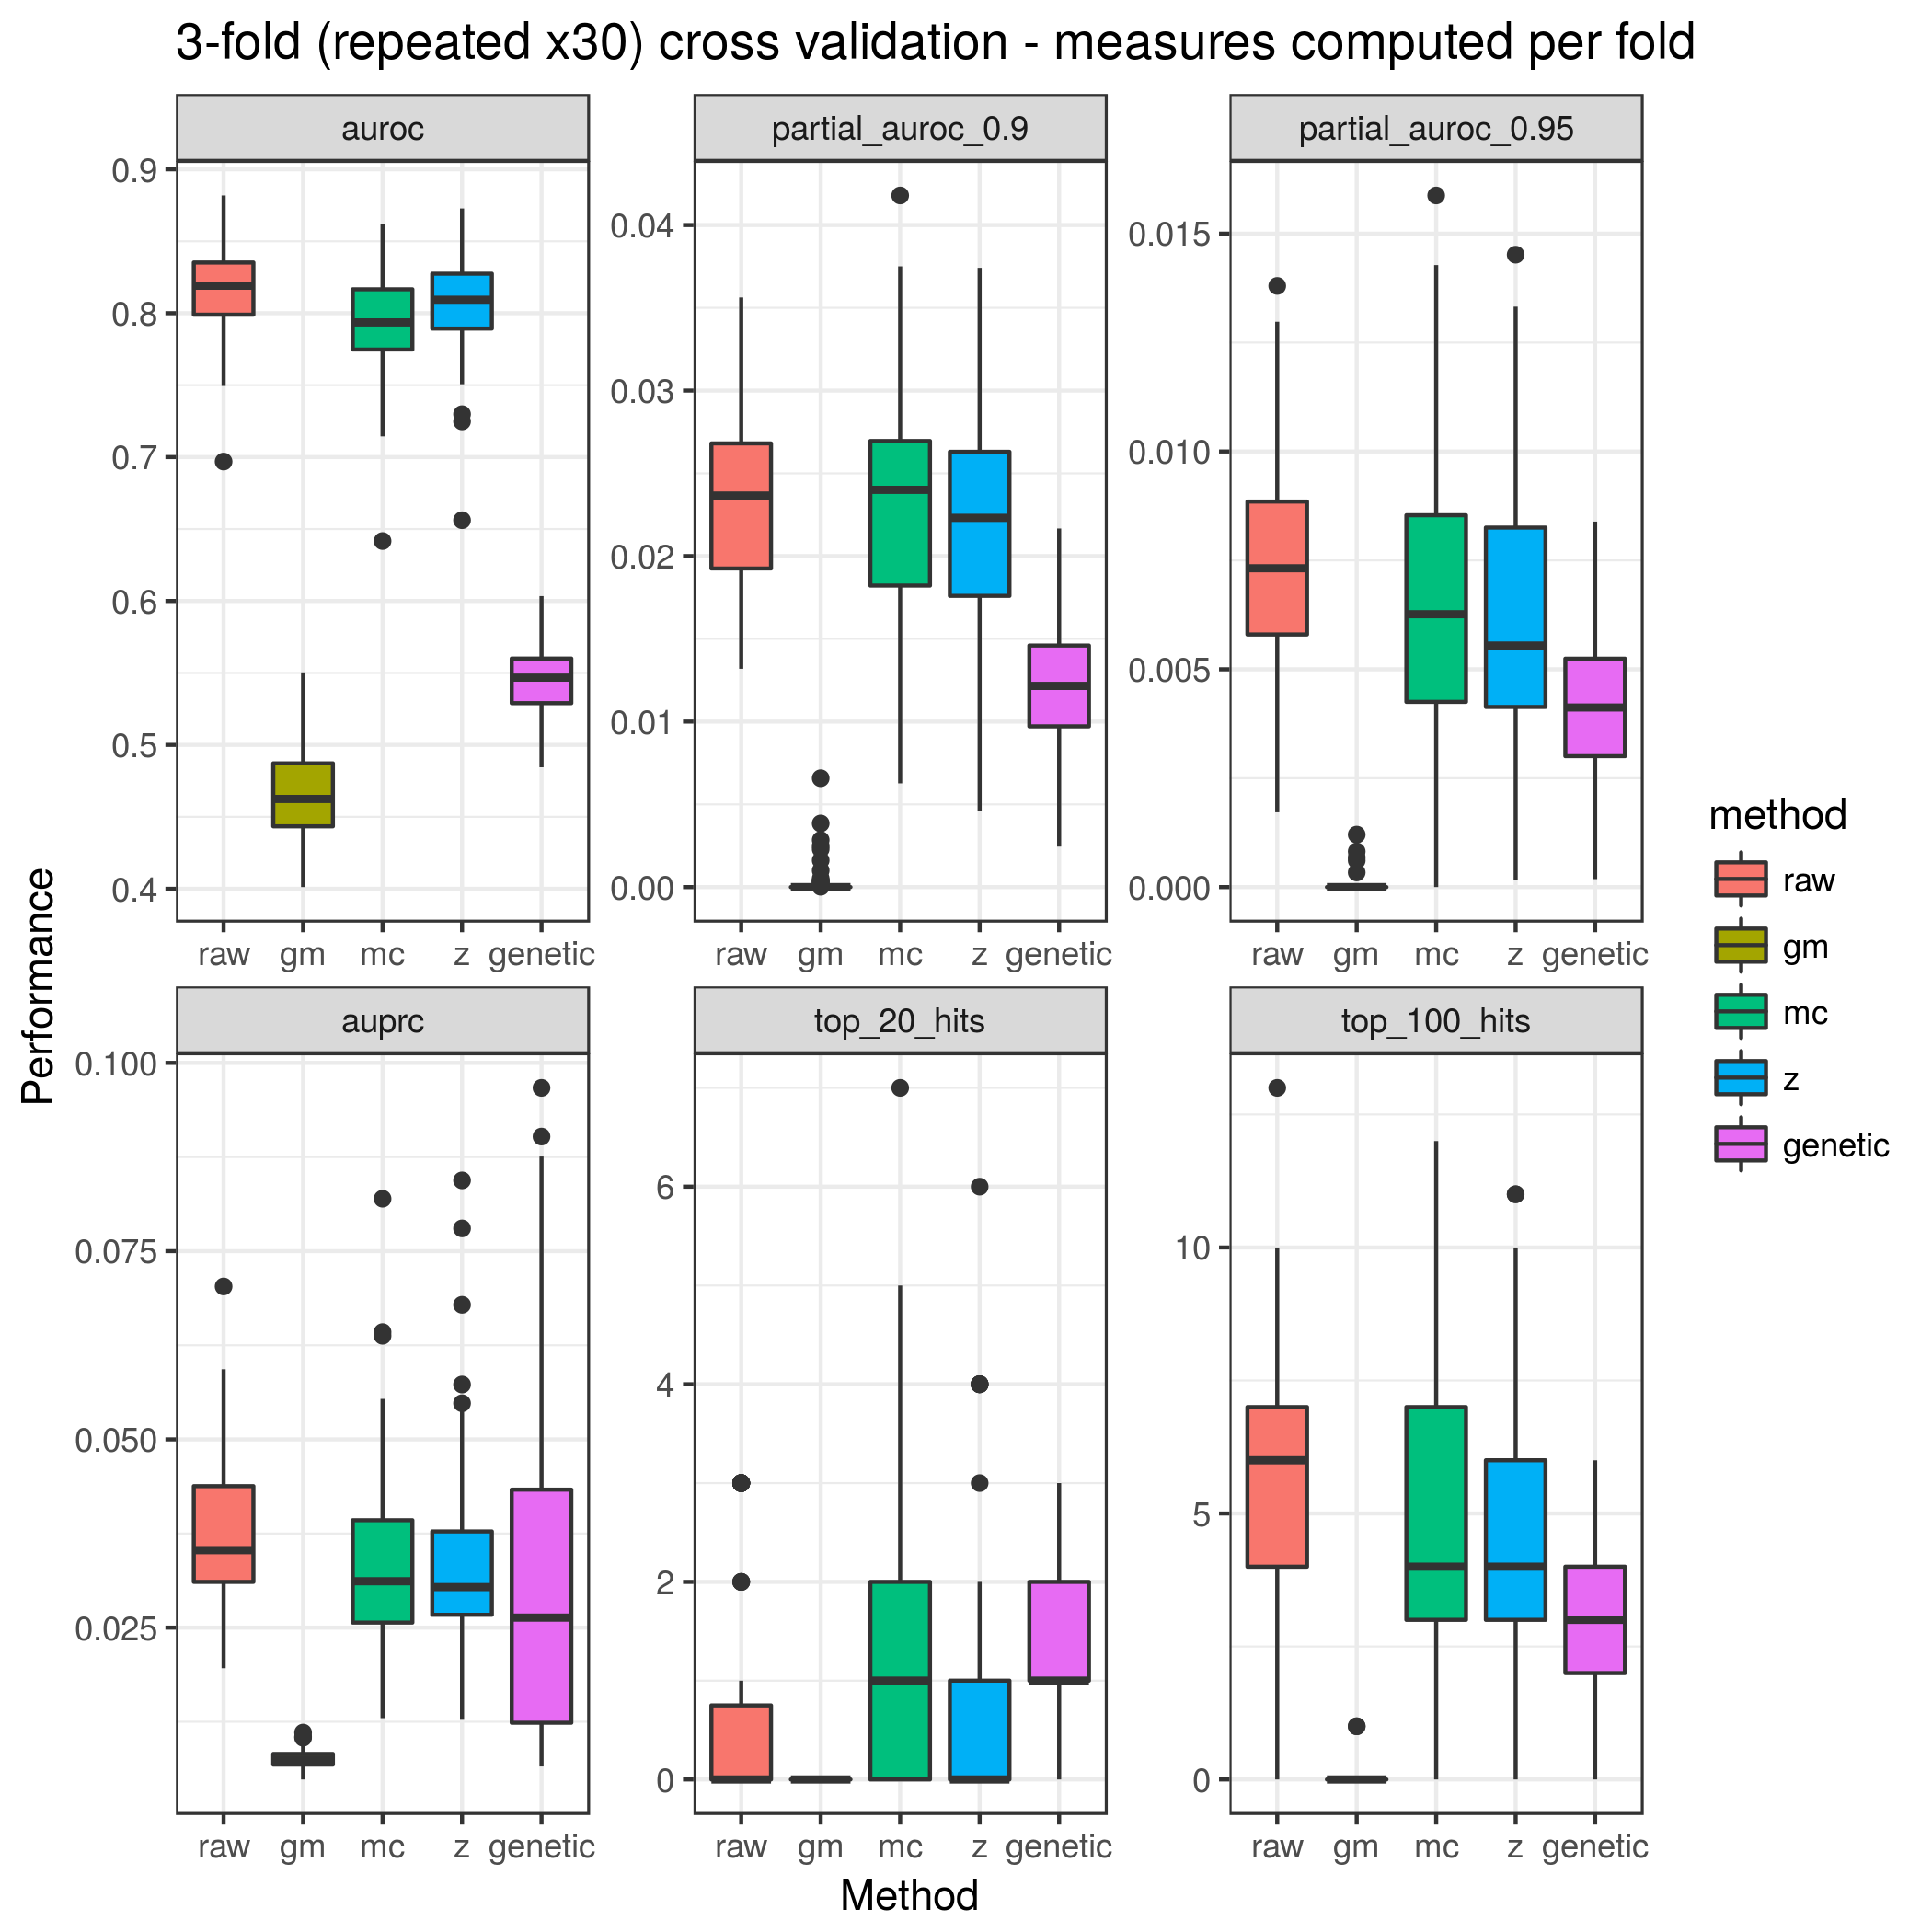 3-fold (repeated x30) cross validation - measures computed per fold
auroc
partial_auroc_0.9
partial_auroc_0.95
0.9
0.8
0.7
0.6
0.5
0.4
0.04
0.03
0.02
0.01
0.00
0.015
0.010
0.005
0.000
raw gm mc z genetic
raw gm mc z genetic
raw gm mc z genetic
auprc
top_20_hits
top_100_hits
0.100
0.075
0.050
0.025
6
4
2
0
10
5
0
raw gm mc z genetic
raw gm mc z genetic
raw gm mc z genetic
Performance
Method
method
raw
gm
mc
z
genetic